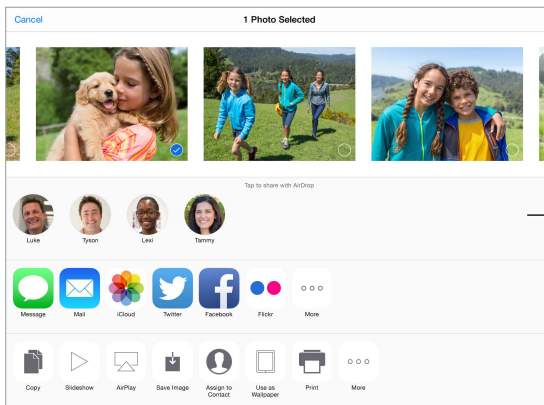 Cancel
1 Photo Selected
Tap to share with AirDrop
Luke
Tyson
Lexi
Tammy
Message
Mail
iCloud
Twitter
Facebook
Flickr
More
Copy
Slideshow
AirPlay
Save Image
Assign to
Contact
Use as
Wallpaper
Print
More